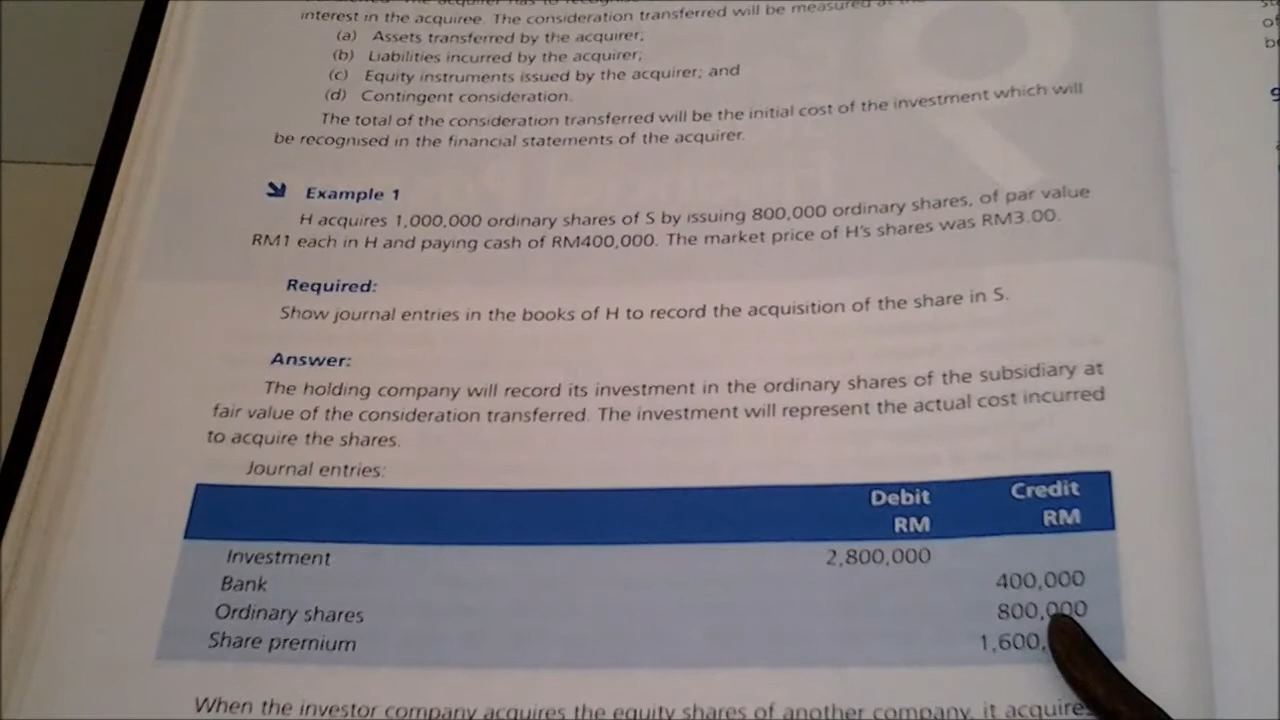 interest in the acquiree. The consideration transferred will be measured at
(a) Assets transferred by the acquirer;
(b) Liabilities incurred by the acquirer;
(c) Equity instruments issued by the acquirer; and
(d) Contingent consideration.
The total of the consideration transferred will be the initial cost of the investment which will
be recognised in the financial statements of the acquirer.
Example 1
H acquires 1,000,000 ordinary shares of S by issuing 800,000 ordinary shares, of par value
RM1 each in H and paying cash of RM400,000. The market price of H's shares was RM3.00.
Required:
Show journal entries in the books of H to record the acquisition of the share in S.
Answer:
The holding company will record its investment in the ordinary shares of the subsidiary at
fair value of the consideration transferred. The investment will represent the actual cost incurred
to acquire the shares.
Journal entries:
Debit Credit
RM RM
Investment 2,800,000
Bank 400,000
Ordinary shares 800,000
Share premium 1,600,
When the investor company acquires the equity shares of another company, it acquires